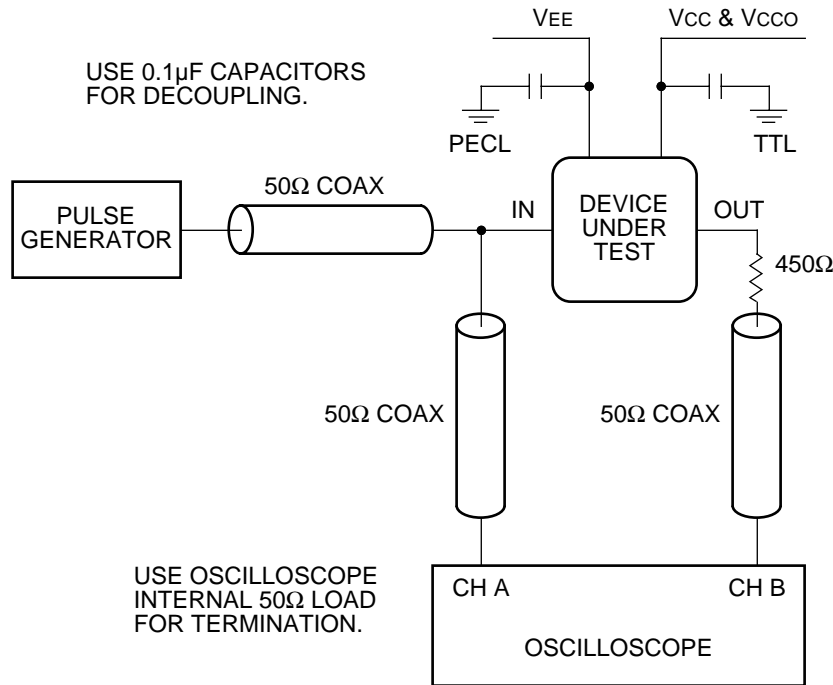 VEE
VCC & VCCO
USE 0.1µF CAPACITORS
FOR DECOUPLING.
PECL
TTL
50Ω COAX
PULSE
GENERATOR
IN
DEVICE
UNDER
TEST
OUT
450Ω
50Ω COAX
50Ω COAX
USE OSCILLOSCOPE
INTERNAL 50Ω LOAD
FOR TERMINATION.
CH A
CH B
OSCILLOSCOPE